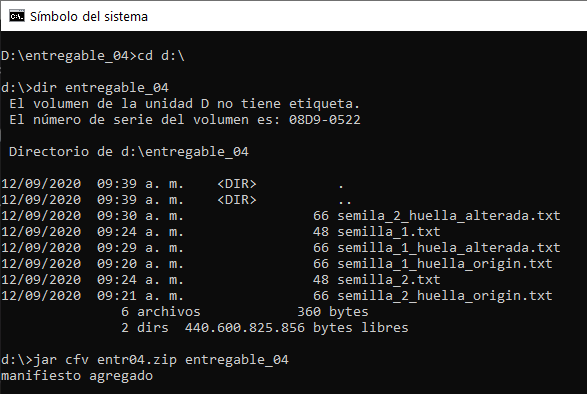 Símbolo del sistema
D:\entregable_04>cd d:\
d:\>dir entregable_04
 El volumen de la unidad D no tiene etiqueta.
 El número de serie del volumen es: 08D9-0522
 Directorio de d:\entregable_04
12/09/2020  09:39 a. m.    <DIR>          .
12/09/2020  09:39 a. m.    <DIR>          ..
12/09/2020  09:30 a. m.                66 semila_2_huella_alterada.txt
12/09/2020  09:24 a. m.                48 semilla_1.txt
12/09/2020  09:29 a. m.                66 semilla_1_huella_alterada.txt
12/09/2020  09:20 a. m.                66 semilla_1_huella_origin.txt
12/09/2020  09:24 a. m.                48 semilla_2.txt
12/09/2020  09:21 a. m.                66 semilla_2_huella_origin.txt
               6 archivos            360 bytes
               2 dirs  440.600.825.856 bytes libres
d:\>jar cfv entr04.zip entregable_04
manifiesto agregado